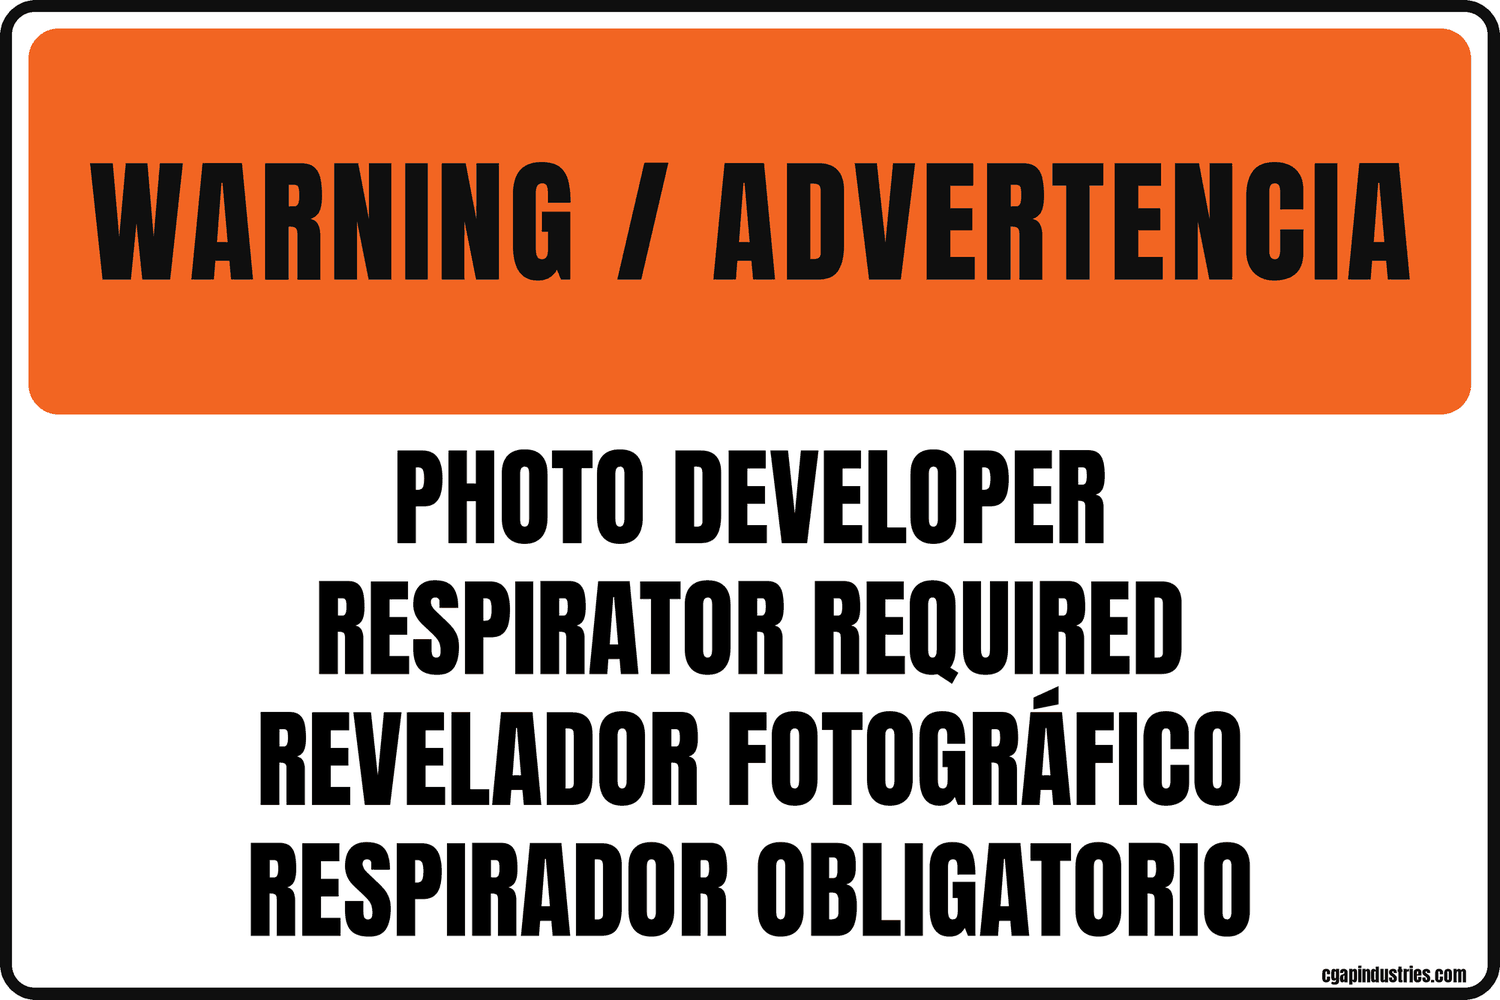 WARNING / ADVERTENCIA
PHOTO DEVELOPER
RESPIRATOR REQUIRED
REVELADOR FOTOGRÁFICO
RESPIRADOR OBLIGATORIO
cgapindustries.com